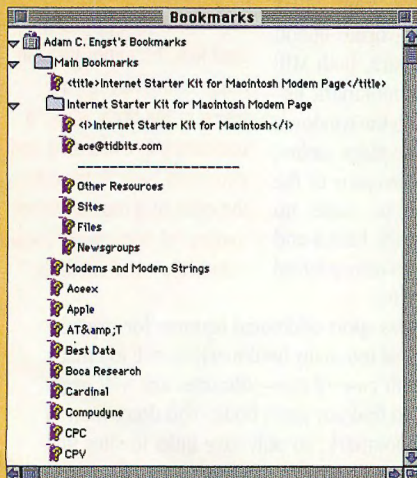 Bookmarks
Adam C. Engst's Bookmarks
Main Bookmarks
<title>Internet Starter Kit for Macintosh Modem Page</title>
Internet Starter Kit for Macintosh Modem Page
<i>Internet Starter Kit for Macintosh</i>
ace@tidbits.com
--------------------------
Other Resources
Sites
Files
Newsgroups
Modems and Modem Strings
Aceex
Apple
AT&amp;T
Best Data
Boca Research
Cardinal
Compudyne
CPC
CPV